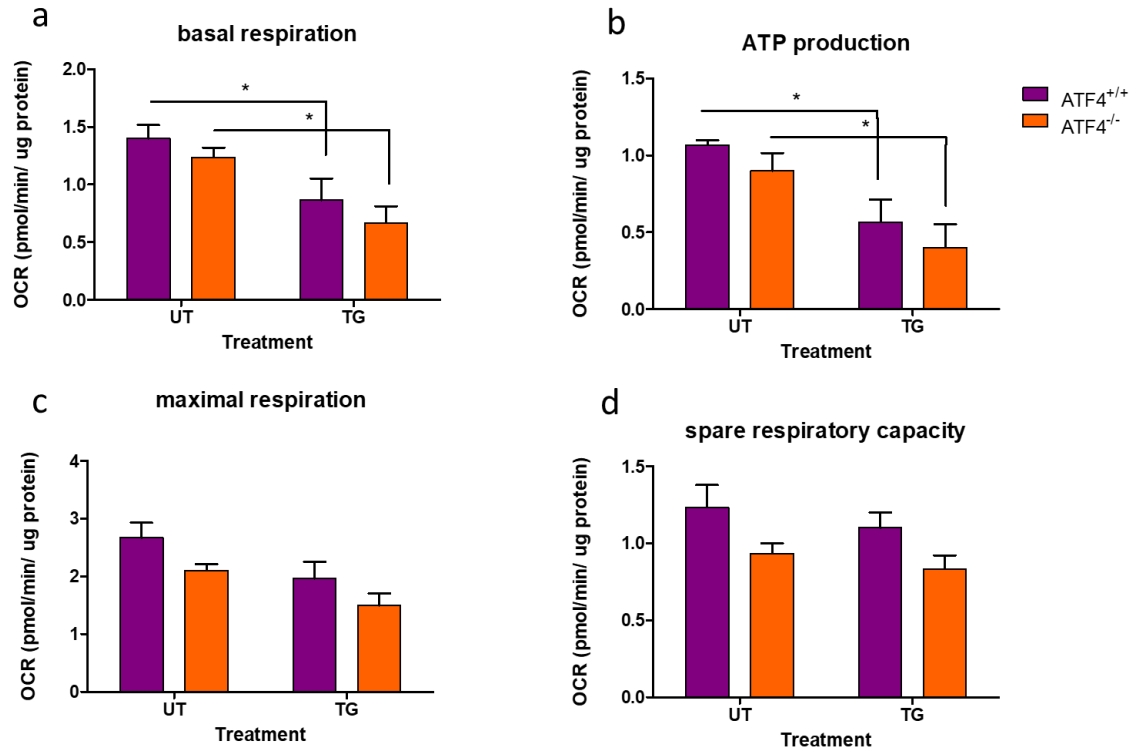 a
basal respiration
OCR (pmol/min/ ug protein)
2.0
1.5
1.0
0.5
0.0
*
*
UT
TG
Treatment
b
ATP production
OCR (pmol/min/ ug protein)
1.5
1.0
0.5
0.0
*
*
UT
TG
Treatment
ATF4+/+
ATF4-/-
c
maximal respiration
OCR (pmol/min/ ug protein)
4
3
2
1
0
UT
TG
Treatment
d
spare respiratory capacity
OCR (pmol/min/ ug protein)
1.5
1.0
0.5
0.0
UT
TG
Treatment